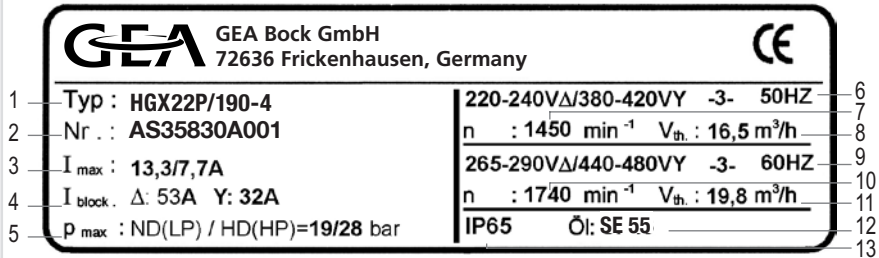 GEA GEA Bock GmbH
72636 Frickenhausen, Germany
CE
1 Typ : HGX22P/190-4
2 Nr . : AS35830A001
3 I max : 13,3/7,7A
4 I block . Δ: 53A Y: 32A
5 p max : ND(LP) / HD(HP)=19/28 bar
220-240VΔ/380-420VY -3- 50HZ 6
7
n : 1450 min⁻¹ Vth. : 16,5 m³/h 8
265-290VΔ/440-480VY -3- 60HZ 9
10
n : 1740 min⁻¹ Vth. : 19,8 m³/h 11
IP65 Öl: SE 55 12
13